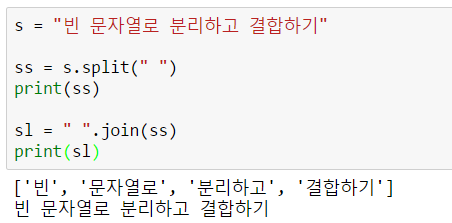 s = "빈 문자열로 분리하고 결합하기"
ss = s.split(" ")
print(ss)
sl = " ".join(ss)
print(sl)
['빈', '문자열로', '분리하고', '결합하기']
빈 문자열로 분리하고 결합하기